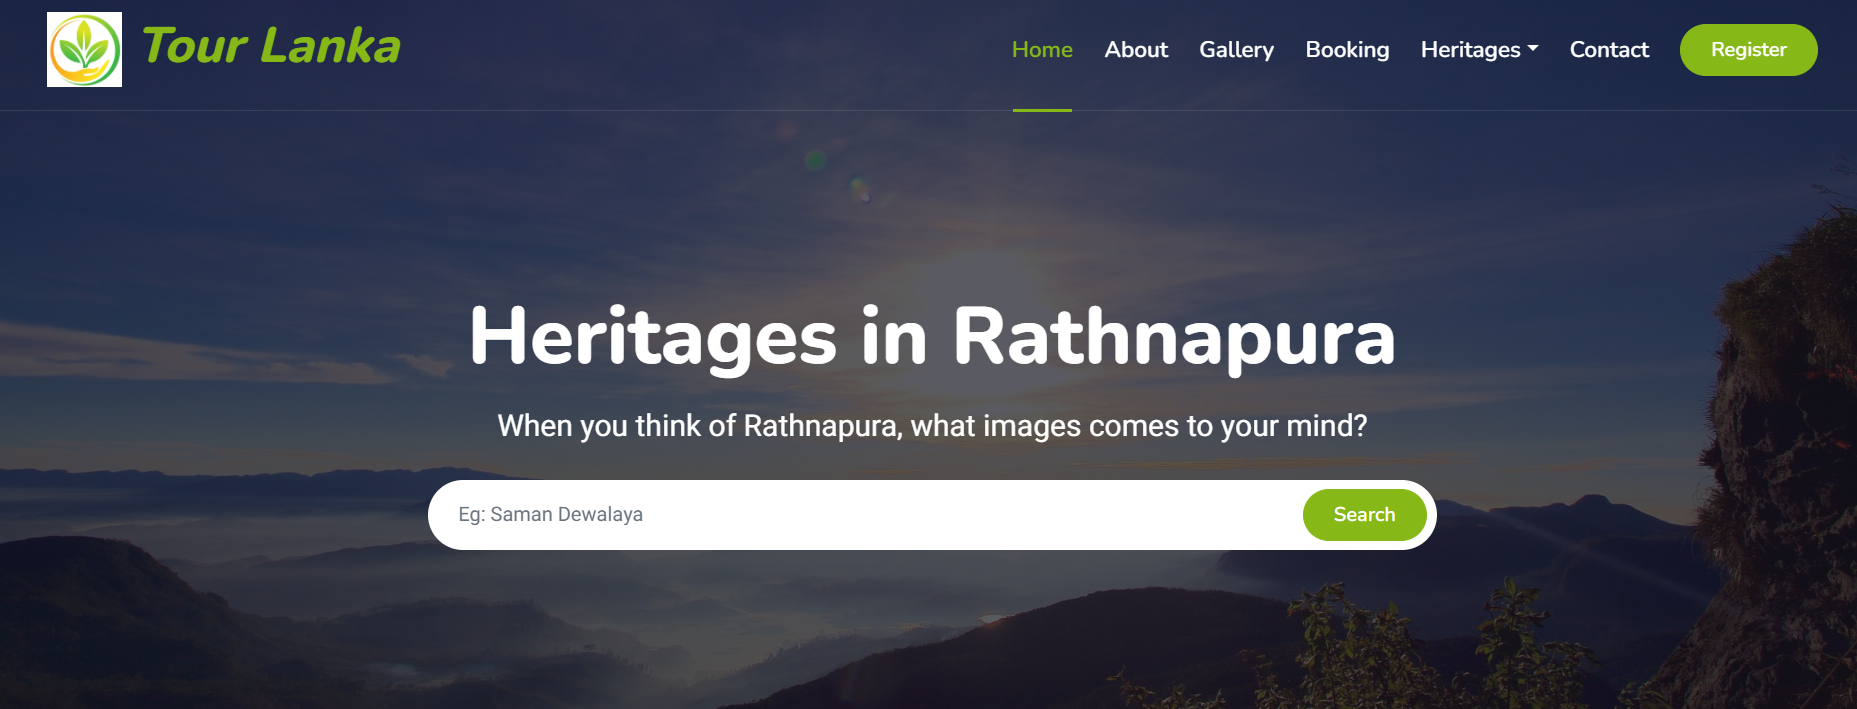 Tour Lanka
Home About Gallery Booking Heritages Contact Register
Heritages in Rathnapura
When you think of Rathnapura, what images comes to your mind?
Eg: Saman Dewalaya Search